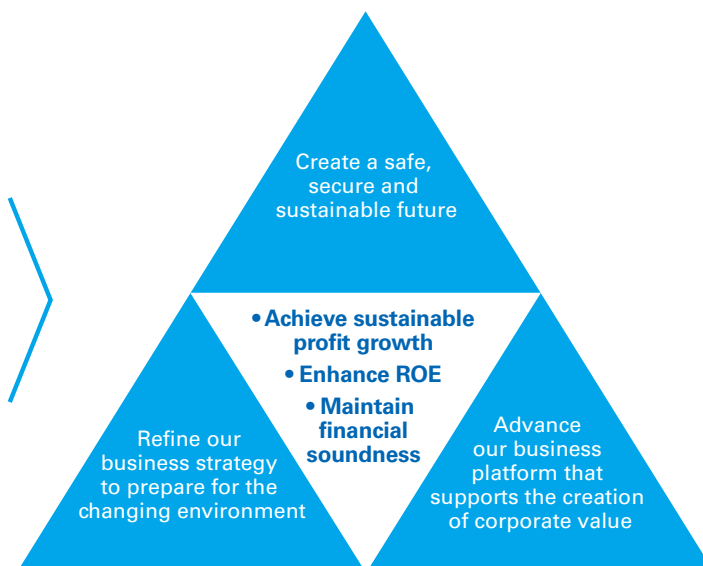 Create a safe,
secure and
sustainable future
• Achieve sustainable
profit growth
• Enhance ROE
• Maintain
financial
soundness
Refine our
business strategy
to prepare for the
changing environment
Advance
our business
platform that
supports the creation
of corporate value